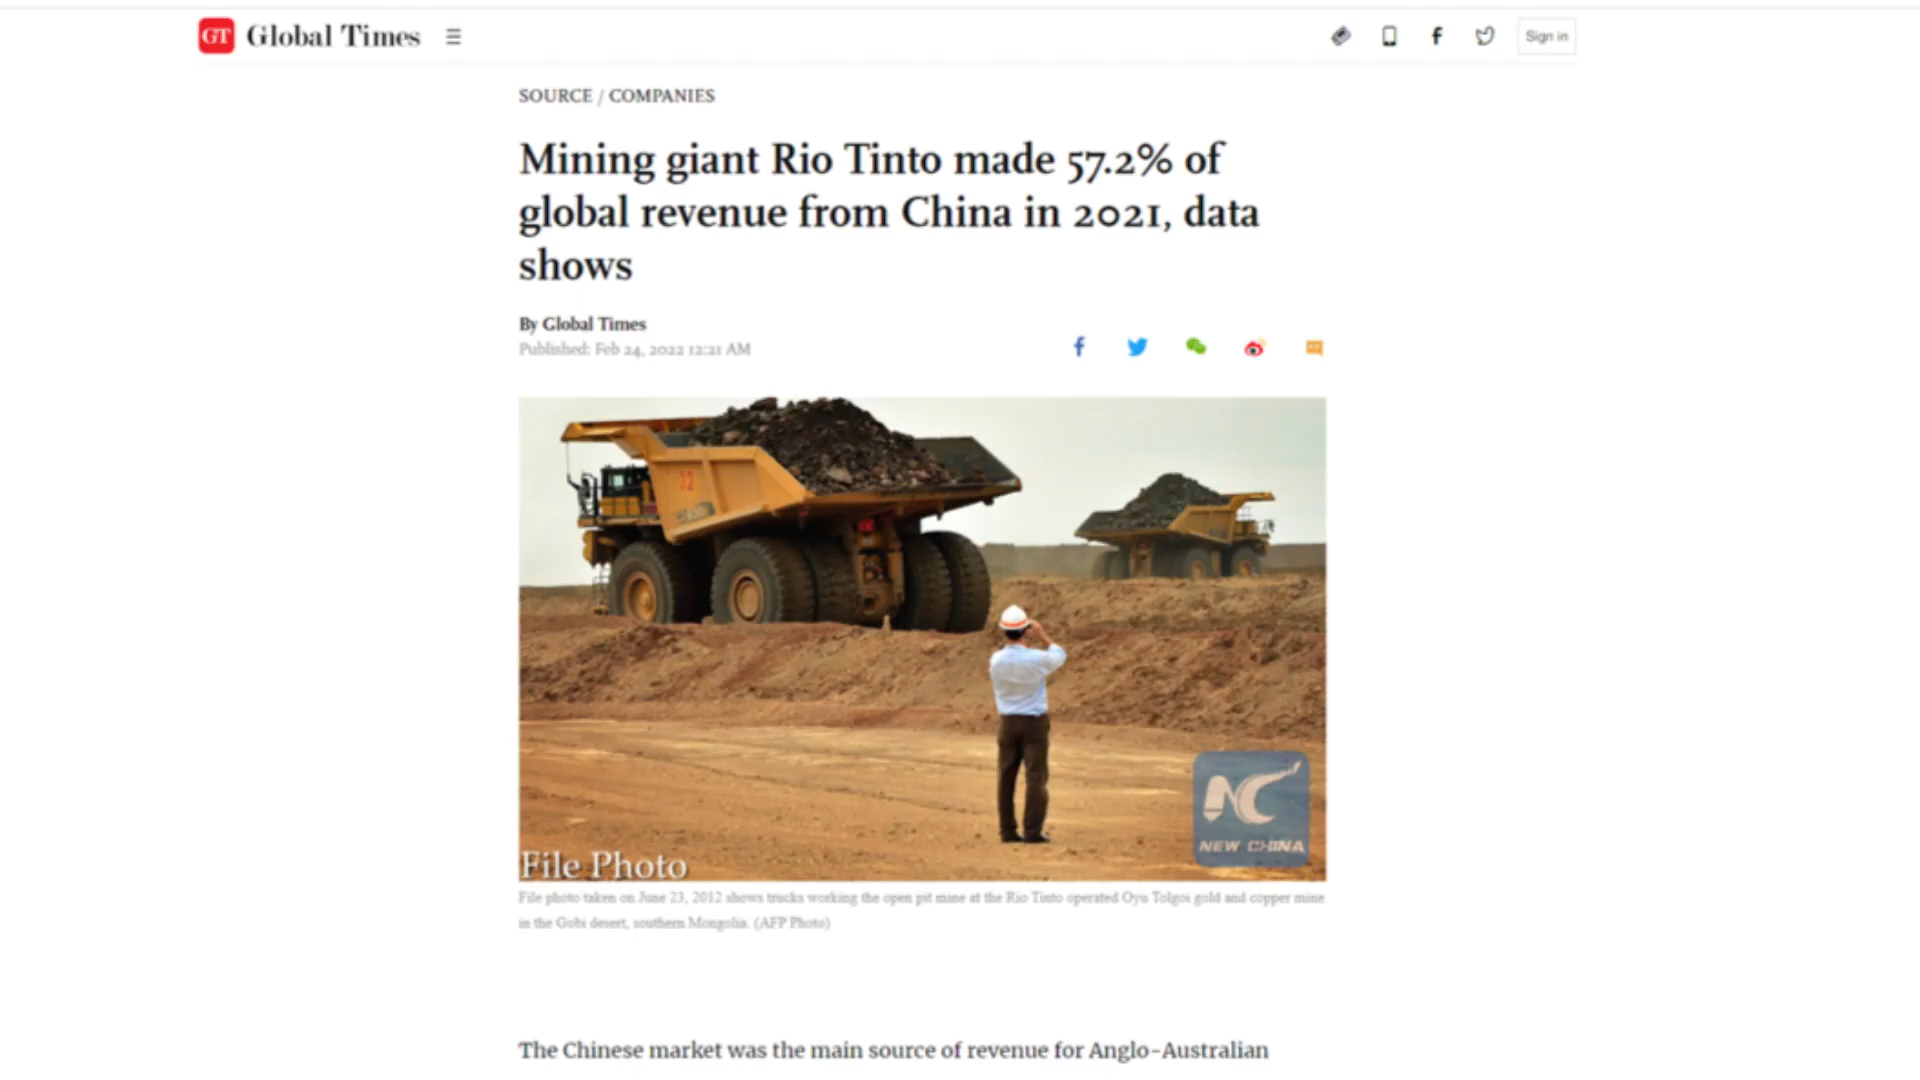 GT Global Times
Sign in
SOURCE / COMPANIES
Mining giant Rio Tinto made 57.2% of
global revenue from China in 2021, data
shows
By Global Times
Published: Feb 24, 2022 12:21 AM
32
NC
NEW CHINA
File Photo
File photo taken on June 23, 2012 shows trucks working the open pit mine at the Rio Tinto operated Oyu Tolgoi gold and copper mine
in the Gobi desert, southern Mongolia. (AFP Photo)
The Chinese market was the main source of revenue for Anglo-Australian